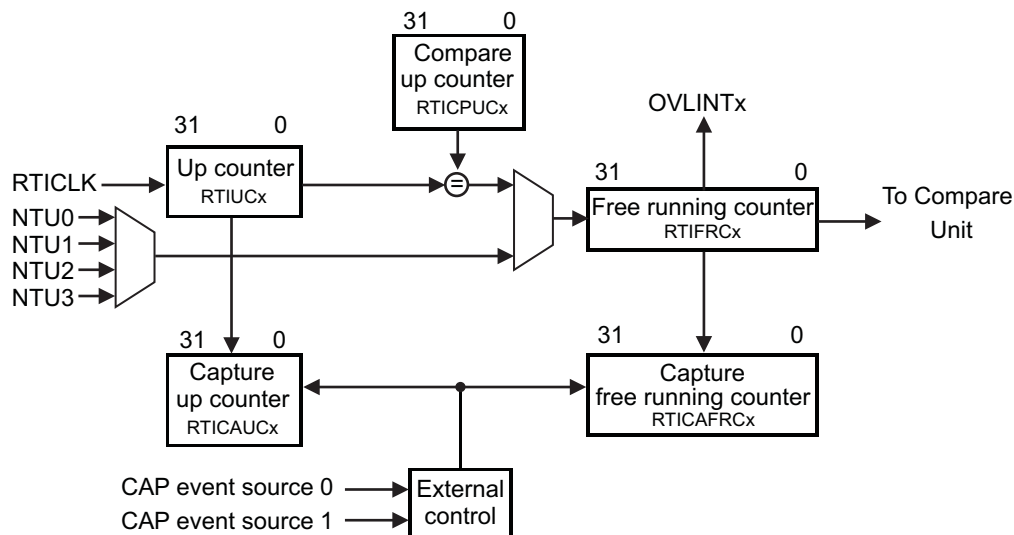 31 0
Compare
up counter
RTICPUCx
OVLINTx
31 0
Up counter
RTIUCx
RTICLK
NTU0
NTU1
NTU2
NTU3
=
31 0
Free running counter
RTIFRCx
To Compare
Unit
31 0
Capture
up counter
RTICAUCx
31 0
Capture
free running counter
RTICAFRCx
CAP event source 0
CAP event source 1
External
control